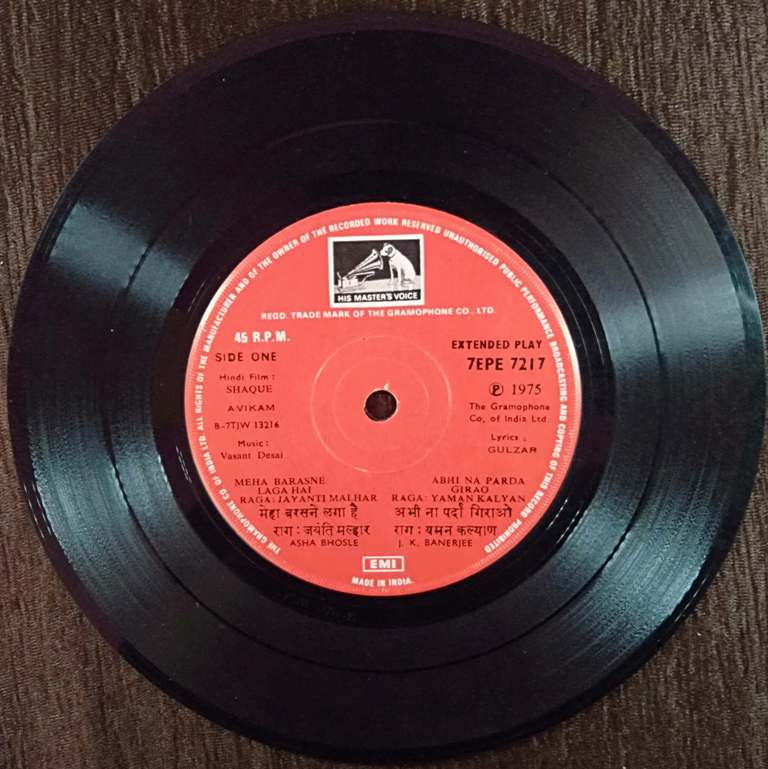 THE GRAMOPHONE CO OF INDIA LTD. ALL RIGHTS OF THE MANUFACTURER AND OF THE OWNER OF THE RECORDED WORK RESERVED UNAUTHORISED PUBLIC PERFORMANCE BROADCASTING AND COPYING OF THIS RECORD PROHIBITED
HIS MASTER'S VOICE
REGD. TRADE MARK OF THE GRAMOPHONE CO., LTD.
45 R.P.M.
SIDE ONE
EXTENDED PLAY
7EPE 7217
Hindi Film :
SHAQUE
Ⓟ 1975
AVIKAM
The Gramophone
Co, of India Ltd.
B-7TJW 13216
Music :
Vasant Desai
Lyrics :
GULZAR
MEHA BARASNE
LAGA HAI
RAGA: JAYANTI MALHAR
मेहा बरसने लगा है
राग: जयंति मल्हार
ASHA BHOSLE
ABHI NA PARDA
GIRAO
RAGA: YAMAN KALYAN
अभी ना पर्दा गिराओ
राग: यमन कल्याण
J. K. BANERJEE
EMI
MADE IN INDIA.